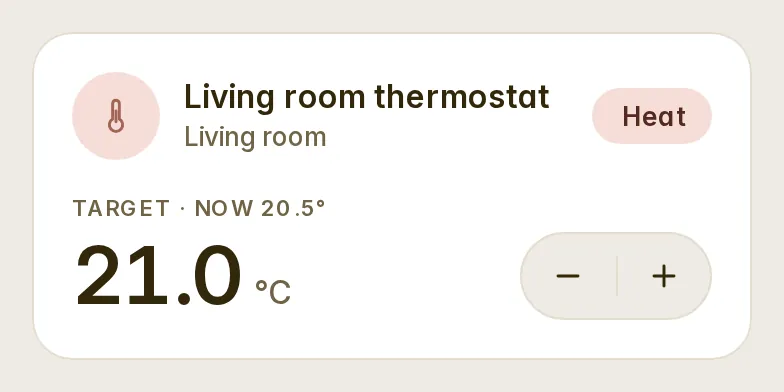 Living room thermostat
Heat
Living room
TARGET · NOW 20.5°
21.0 °C
− +